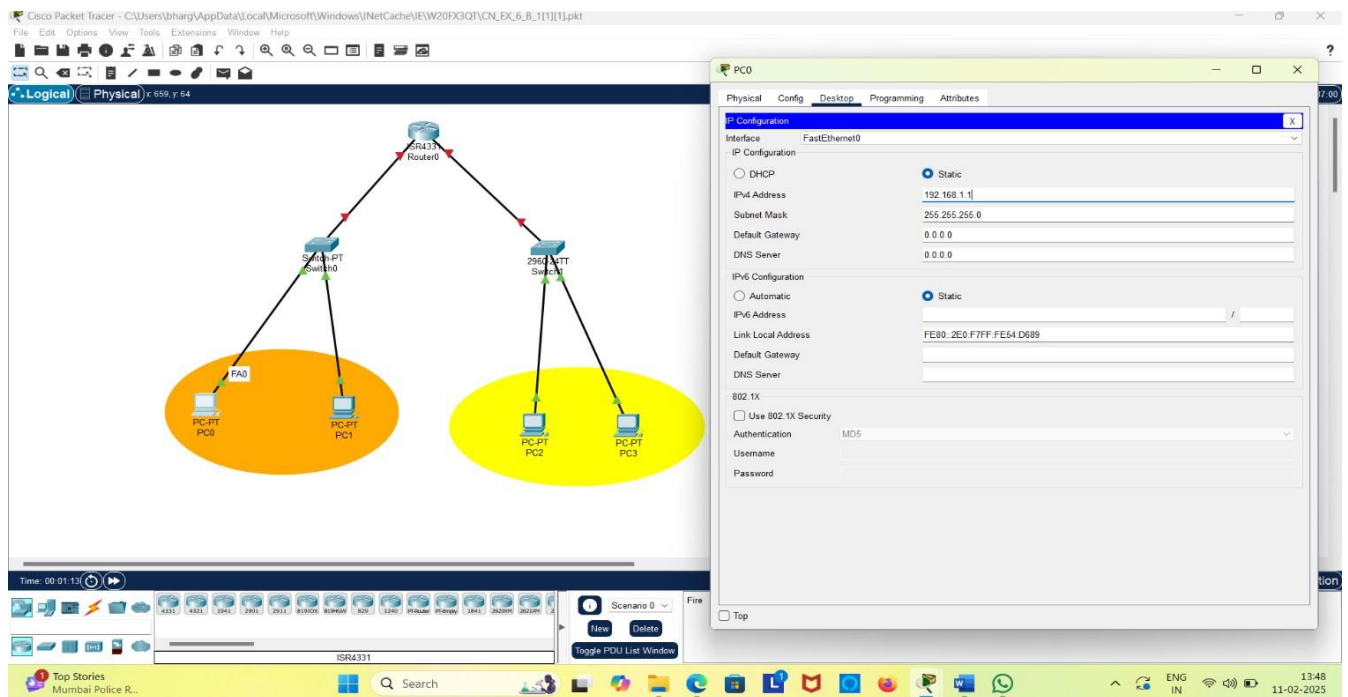 Cisco Packet Tracer - C:\Users\bharg\AppData\Local\Microsoft\Windows\INetCache\IE\W20FX3QT\CN_EX_6_B_1[1][1].pkt
File Edit Options View Tools Extensions Window Help
?
Logical Physical x: 659, y: 64
PC0
Physical Config Desktop Programming Attributes
IP Configuration X
Interface FastEthernet0
IP Configuration
DHCP Static
IPv4 Address 192.168.1.1
Subnet Mask 255.255.255.0
Default Gateway 0.0.0.0
DNS Server 0.0.0.0
IPv6 Configuration
Automatic Static
IPv6 Address /
Link Local Address FE80::2E0:F7FF:FE54:D689
Default Gateway
DNS Server
802.1X
Use 802.1X Security
Authentication MD5
Username
Password
Top
ISR4331
Router0
Switch-PT
Switch0
2960-24TT
Switch1
FA0
PC-PT
PC0
PC-PT
PC1
PC-PT
PC2
PC-PT
PC3
Time: 00:01:13
4331 4321 1941 2901 2911 819IOX 819HGW 829 1240 PT-Router PT-Empty 1841 2620XM 2621XM
ISR4331
Scenario 0
New Delete
Toggle PDU List Window
Fire
Top Stories
Mumbai Police R...
Search
ENG
IN
13:48
11-02-2025